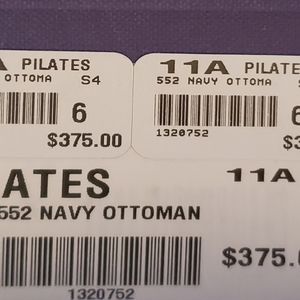 A PILATES
OTTOMA S4
6
$375.00
11A PILATE
552 NAVY OTTOMA
6
1320752
$375
ATES 11A
552 NAVY OTTOMAN
$375.
1320752